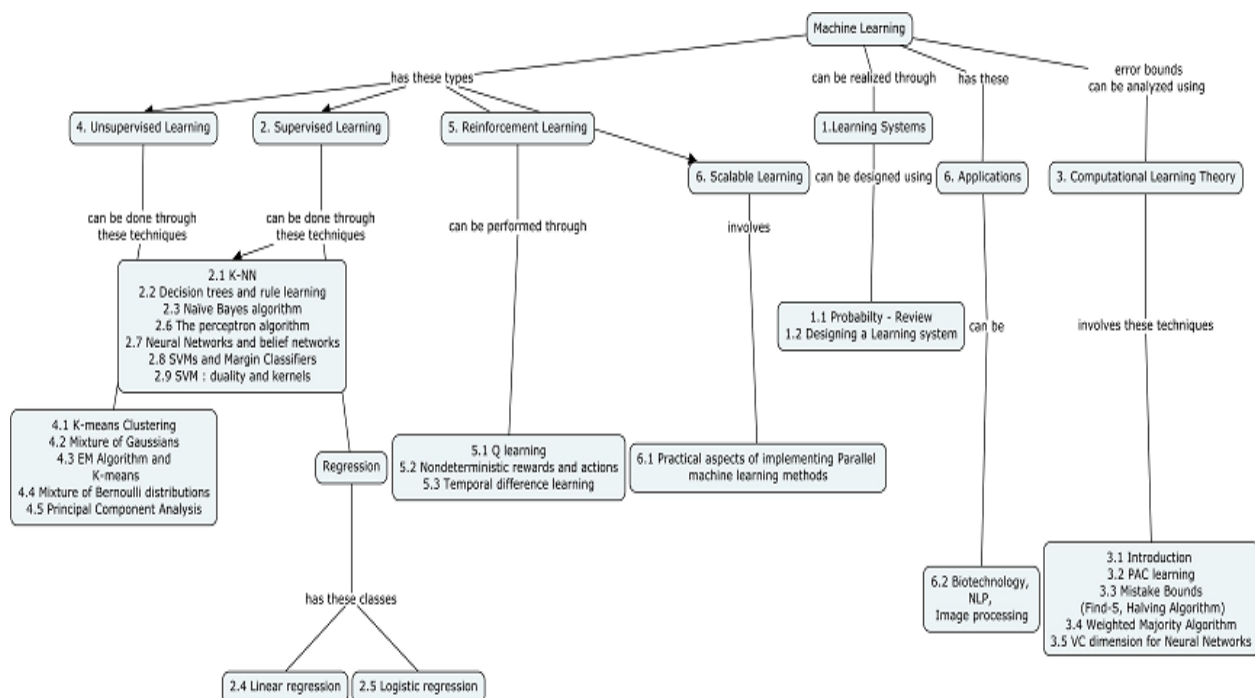 Machine Learning
has these types
can be realized through
has these
error bounds
can be analyzed using
4. Unsupervised Learning
2. Supervised Learning
5. Reinforcement Learning
1.Learning Systems
6. Scalable Learning
can be designed using
6. Applications
3. Computational Learning Theory
can be done through
these techniques
can be done through
these techniques
can be performed through
involves
2.1 K-NN
2.2 Decision trees and rule learning
2.3 Naïve Bayes algorithm
2.6 The perceptron algorithm
2.7 Neural Networks and belief networks
2.8 SVMs and Margin Classifiers
2.9 SVM : duality and kernels
1.1 Probabilty - Review
1.2 Designing a Learning system
can be
involves these techniques
4.1 K-means Clustering
4.2 Mixture of Gaussians
4.3 EM Algorithm and
K-means
4.4 Mixture of Bernoulli distributions
4.5 Principal Component Analysis
Regression
5.1 Q learning
5.2 Nondeterministic rewards and actions
5.3 Temporal difference learning
6.1 Practical aspects of implementing Parallel
machine learning methods
6.2 Biotechnology,
NLP,
Image processing
3.1 Introduction
3.2 PAC learning
3.3 Mistake Bounds
(Find-S, Halving Algorithm)
3.4 Weighted Majority Algorithm
3.5 VC dimension for Neural Networks
has these classes
2.4 Linear regression
2.5 Logistic regression